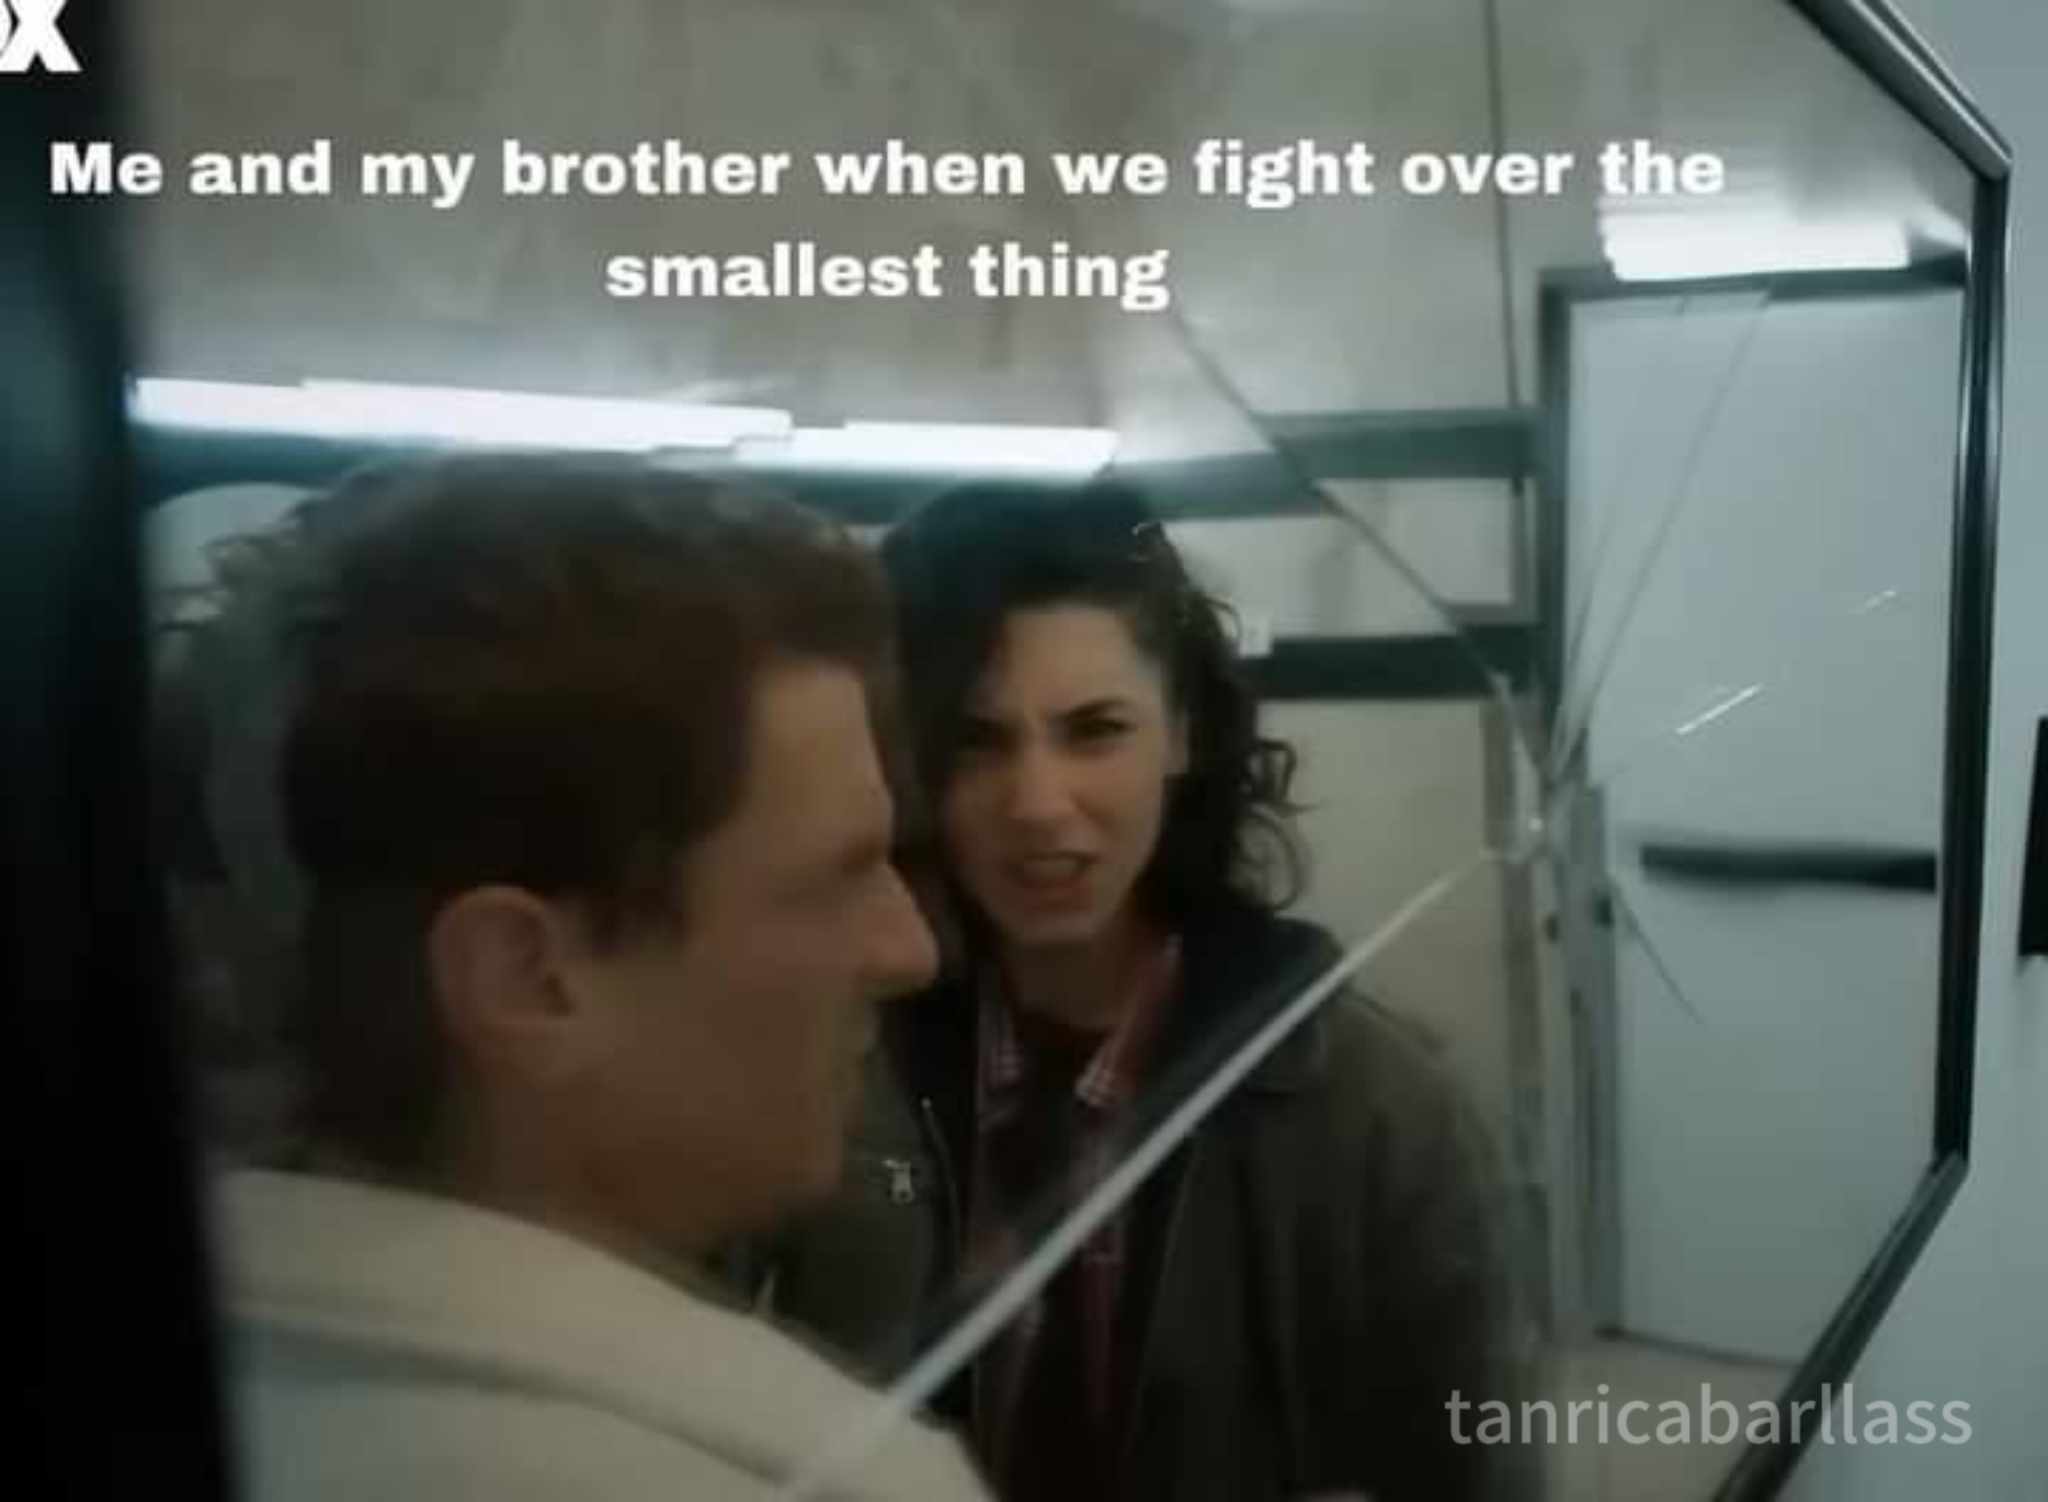 X
Me and my brother when we fight over the
smallest thing
tanricabarllass